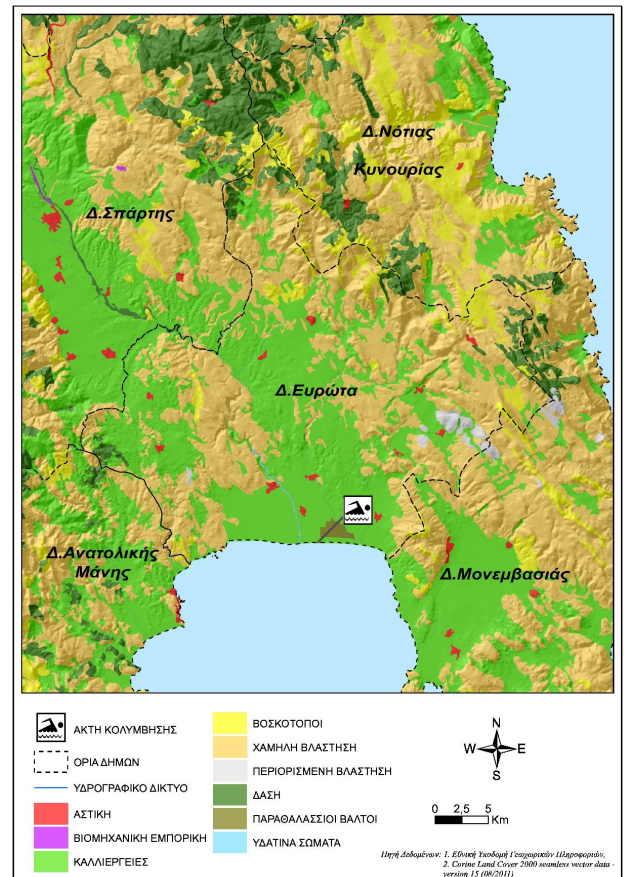 Δ.Νότιας
Κυνουρίας
Δ.Σπάρτης
Δ.Ευρώτα
Δ.Ανατολικής
Μάνης
Δ.Μονεμβασιάς
ΑΚΤΗ ΚΟΛΥΜΒΗΣΗΣ
ΟΡΙΑ ΔΗΜΩΝ
ΥΔΡΟΓΡΑΦΙΚΟ ΔΙΚΤΥΟ
ΑΣΤΙΚΗ
ΒΙΟΜΗΧΑΝΙΚΗ ΕΜΠΟΡΙΚΗ
ΚΑΛΛΙΕΡΓΕΙΕΣ
ΒΟΣΚΟΤΟΠΟΙ
ΧΑΜΗΛΗ ΒΛΑΣΤΗΣΗ
ΠΕΡΙΟΡΙΣΜΕΝΗ ΒΛΑΣΤΗΣΗ
ΔΑΣΗ
ΠΑΡΑΘΑΛΑΣΣΙΟΙ ΒΑΛΤΟΙ
ΥΔΑΤΙΝΑ ΣΩΜΑΤΑ
N
W E
S
0 2,5 5
Km
Πηγή Δεδομένων: 1. Εθνική Υποδομή Γεωχωρικών Πληροφοριών,
2. Corine Land Cover 2000 seamless vector data -
version 15 (08/2011)